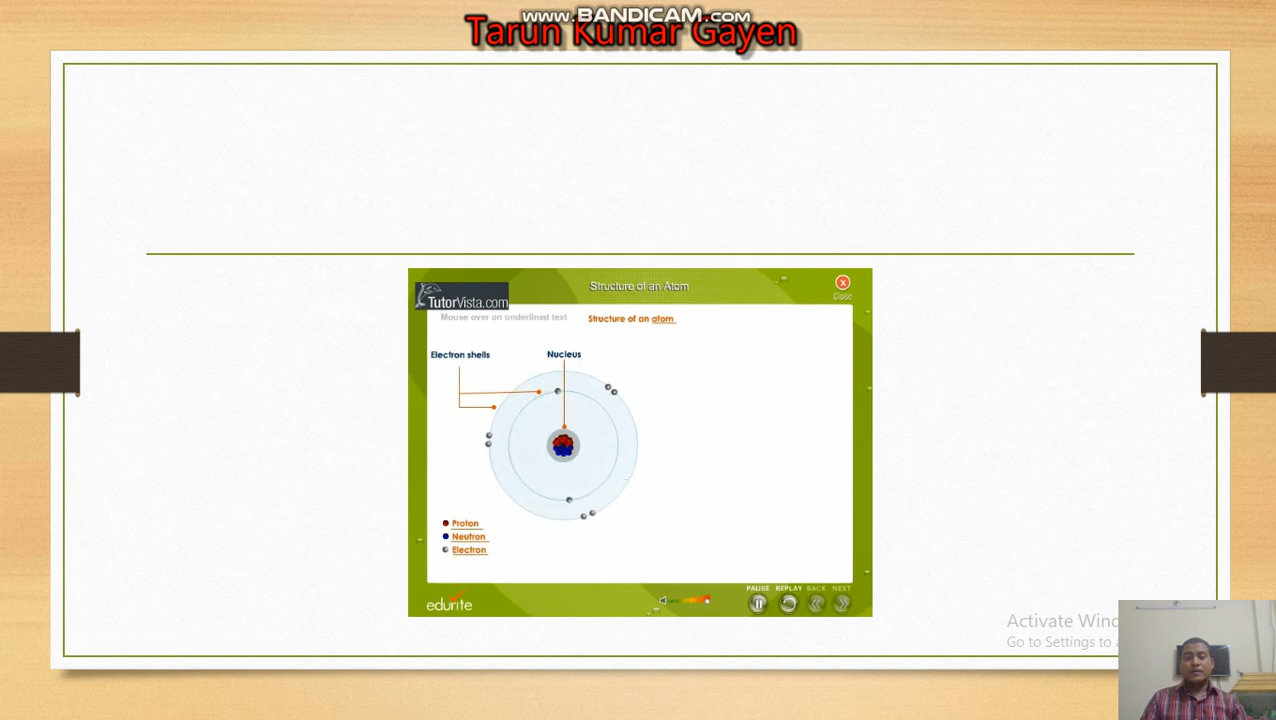 www.BANDICAM.com
Tarun Kumar Gayen
Structure of an Atom
Close
TutorVista.com
Mouse over on underlined text
Structure of an atom
Electron shells
Nucleus
Proton
Neutron
Electron
PAUSE REPLAY BACK NEXT
edurite
Activate Wind
Go to Settings to a